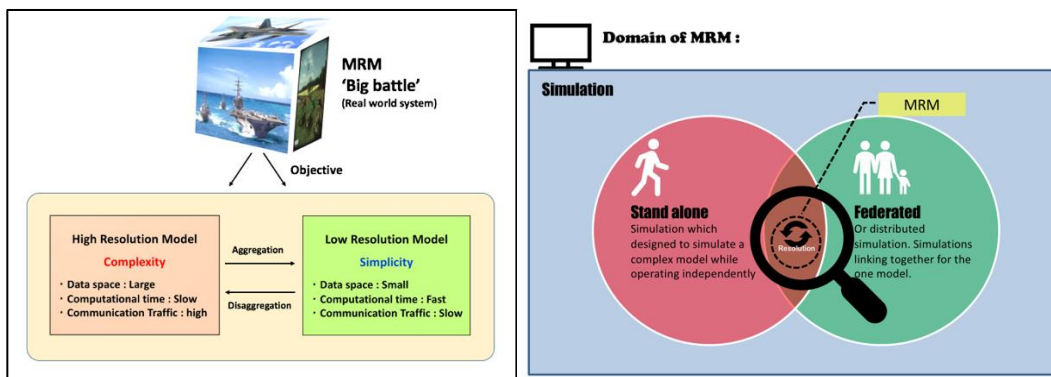 MRM
'Big battle'
(Real world system)
Objective
High Resolution Model
Complexity
· Data space : Large
· Computational time : Slow
· Communication Traffic : high
Aggregation
Disaggregation
Low Resolution Model
Simplicity
· Data space : Small
· Computational time : Fast
· Communication Traffic : Slow
Domain of MRM :
Simulation
MRM
Stand alone
Simulation which
designed to simulate a
complex model while
operating independently
Resolution
Federated
Or distributed
simulation. Simulations
linking together for the
one model.